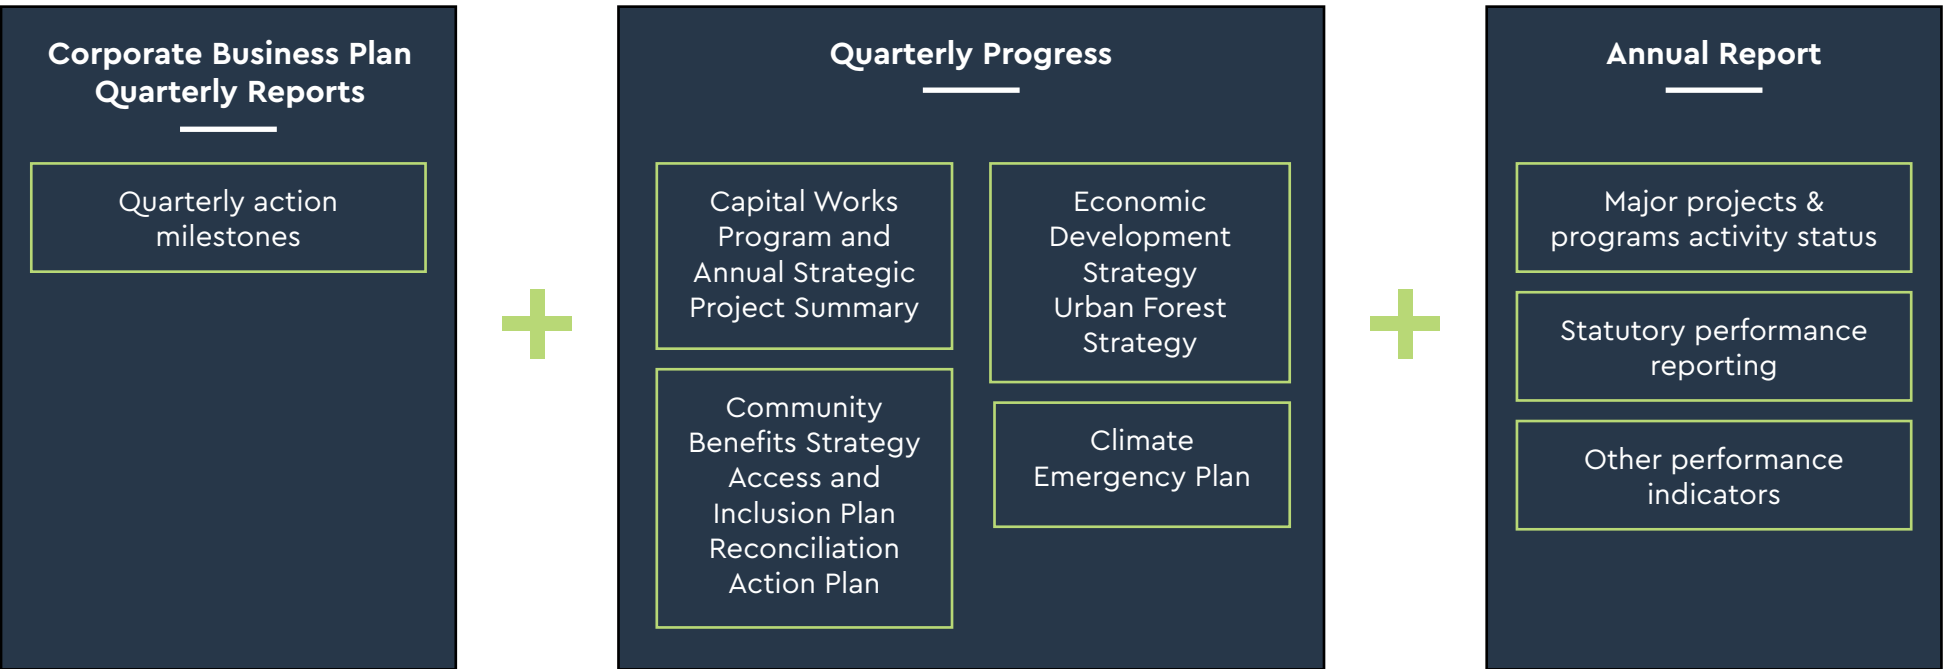 Corporate Business Plan
Quarterly Reports
Quarterly action
milestones
Quarterly Progress
Capital Works
Program and
Annual Strategic
Project Summary
Community
Benefits Strategy
Access and
Inclusion Plan
Reconciliation
Action Plan
Economic
Development
Strategy
Urban Forest
Strategy
Climate
Emergency Plan
Annual Report
Major projects &
programs activity status
Statutory performance
reporting
Other performance
indicators